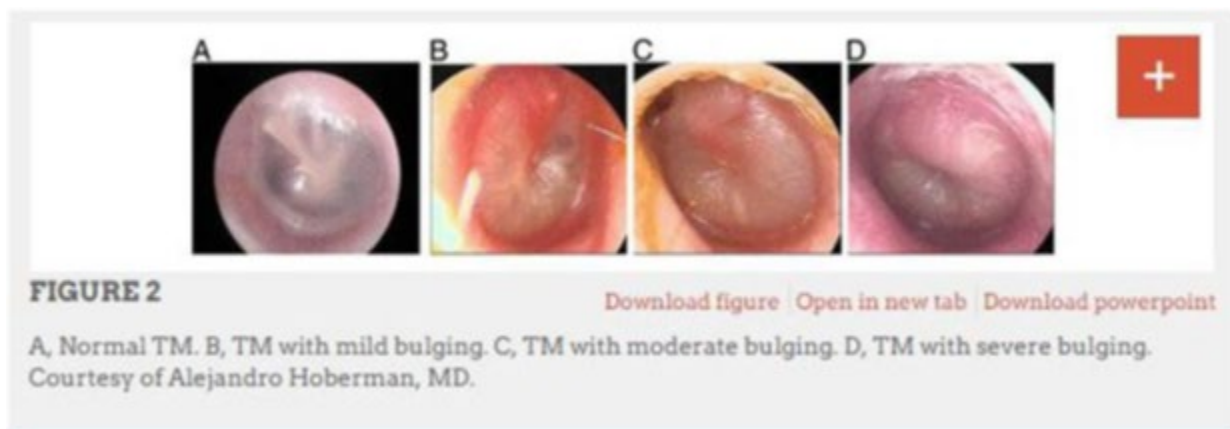 A B C D
+
FIGURE 2
Download figure Open in new tab Download powerpoint
A, Normal TM. B, TM with mild bulging. C, TM with moderate bulging. D, TM with severe bulging.
Courtesy of Alejandro Hoberman, MD.